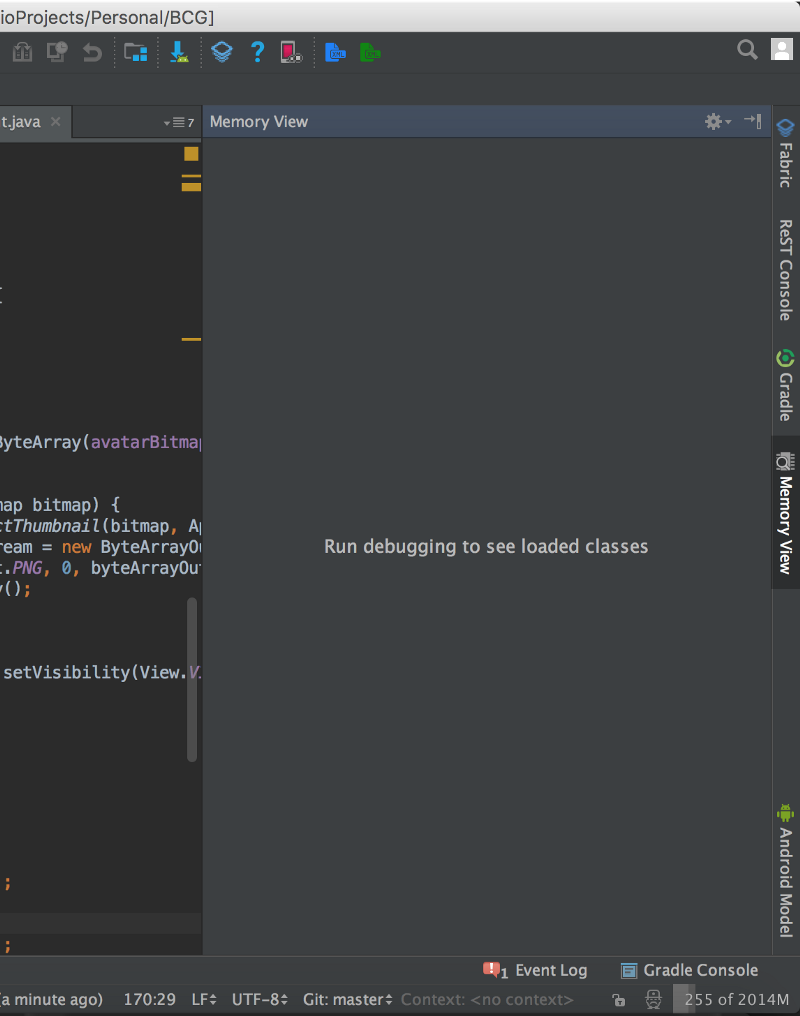 ioProjects/Personal/BCG]
t.java
7
Memory View
Fabric
ReST Console
Gradle
Memory View
Android Model
ByteArray(avatarBitmap
map bitmap) {
ctThumbnail(bitmap, Ap
ream = new ByteArrayOu
t.PNG, 0, byteArrayOut
y();
setVisibility(View.VI
;
;
Run debugging to see loaded classes
1 Event Log
Gradle Console
(a minute ago) 170:29 LF UTF-8 Git: master Context: <no context> 255 of 2014M